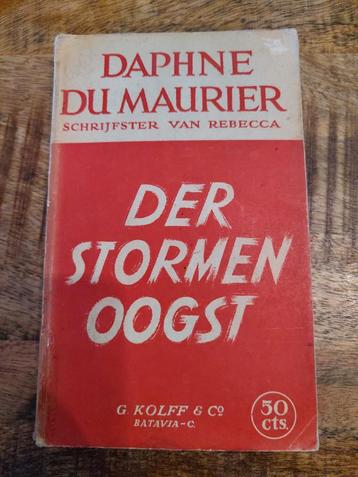 DAPHNE
DU MAURIER
SCHRIJFSTER VAN REBECCA
DER
STORMEN
OOGST
G. KOLFF & Co
BATAVIA-C.
50
cts.